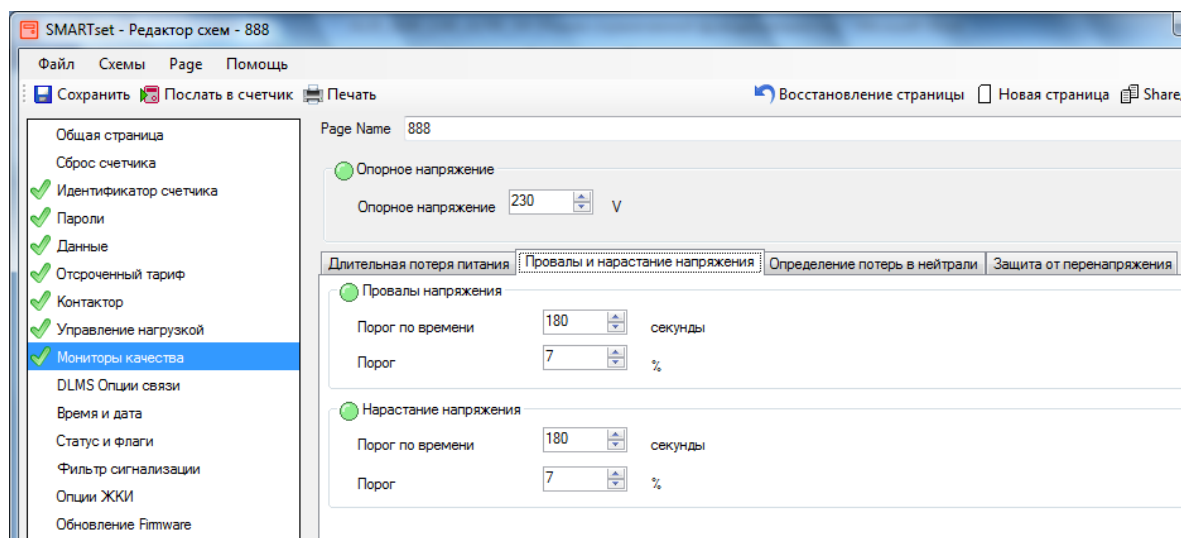 SMARTset - Редактор схем - 888
Файл Схемы Page Помощь
Сохранить Послать в счетчик Печать Восстановление страницы Новая страница Share
Общая страница
Сброс счетчика
Идентификатор счетчика
Пароли
Данные
Отсроченный тариф
Контактор
Управление нагрузкой
Мониторы качества
DLMS Опции связи
Время и дата
Статус и флаги
Фильтр сигнализации
Опции ЖКИ
Обновление Firmware
Page Name 888
Опорное напряжение
Опорное напряжение 230 V
Длительная потеря питания Провалы и нарастание напряжения Определение потерь в нейтрали Защита от перенапряжения
Провалы напряжения
Порог по времени 180 секунды
Порог 7 %
Нарастание напряжения
Порог по времени 180 секунды
Порог 7 %